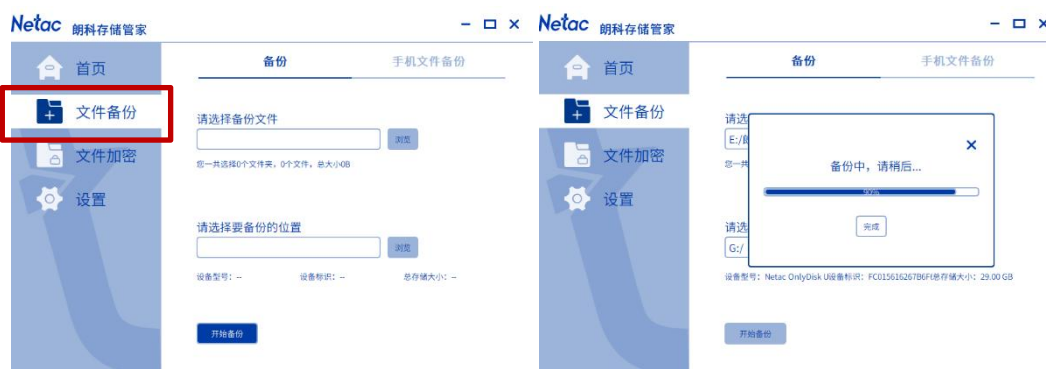 Netac 朗科存储管家
首页
文件备份
文件加密
设置
备份 手机文件备份
请选择备份文件
浏览
您一共选择0个文件夹，0个文件，总大小0B
请选择要备份的位置
浏览
设备型号：-- 设备标识：-- 总存储大小：--
开始备份
Netac 朗科存储管家
首页
文件备份
文件加密
设置
备份 手机文件备份
请选
E:/
您一共
备份中，请稍后...
90%
完成
请选
G:/
设备型号：Netac OnlyDisk U设备标识：FC015616267B6Ft总存储大小：29.00 GB
开始备份